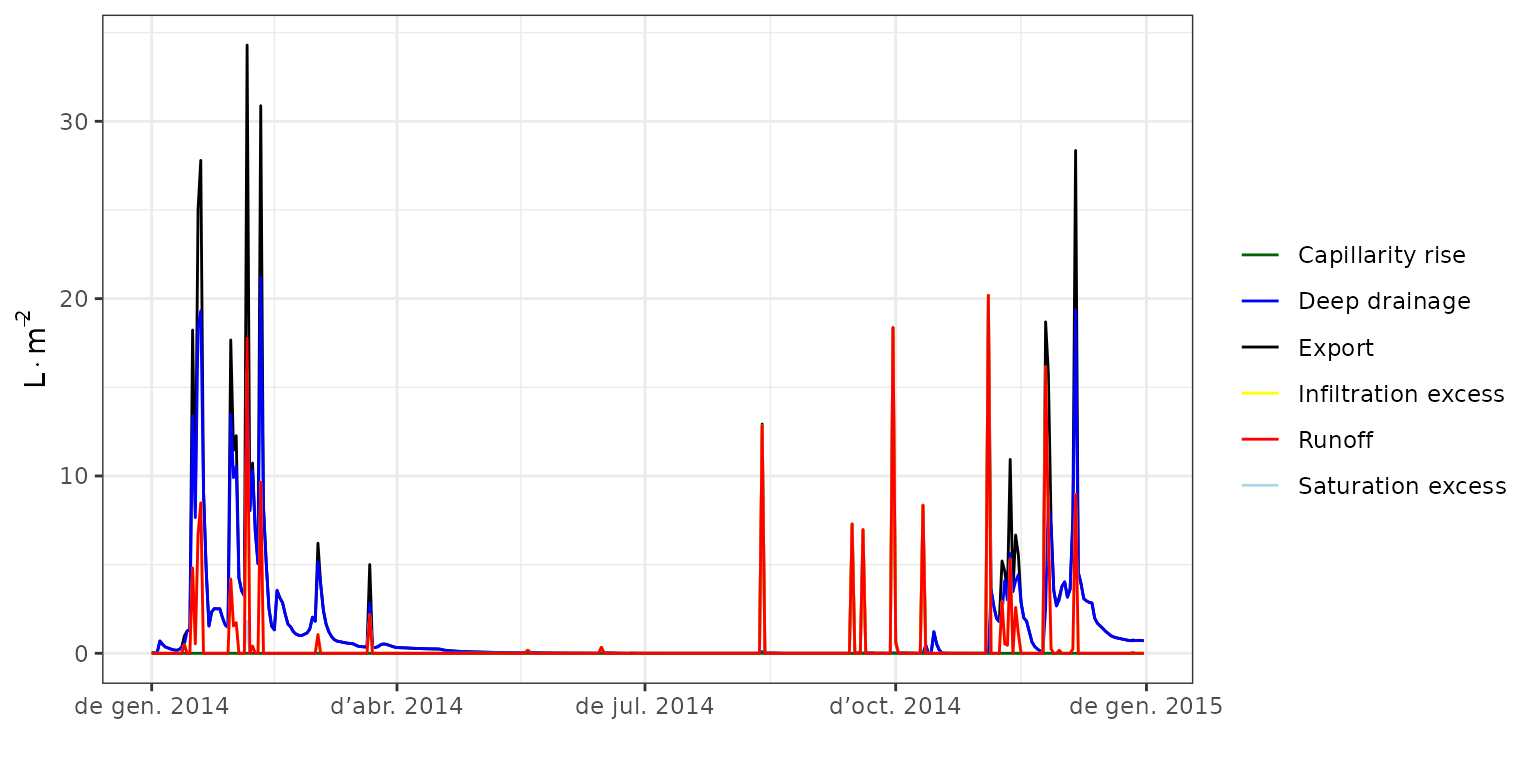 L · m⁻²
30
20
10
0
de gen. 2014 d’abr. 2014 de jul. 2014 d’oct. 2014 de gen. 2015
Capillarity rise
Deep drainage
Export
Infiltration excess
Runoff
Saturation excess